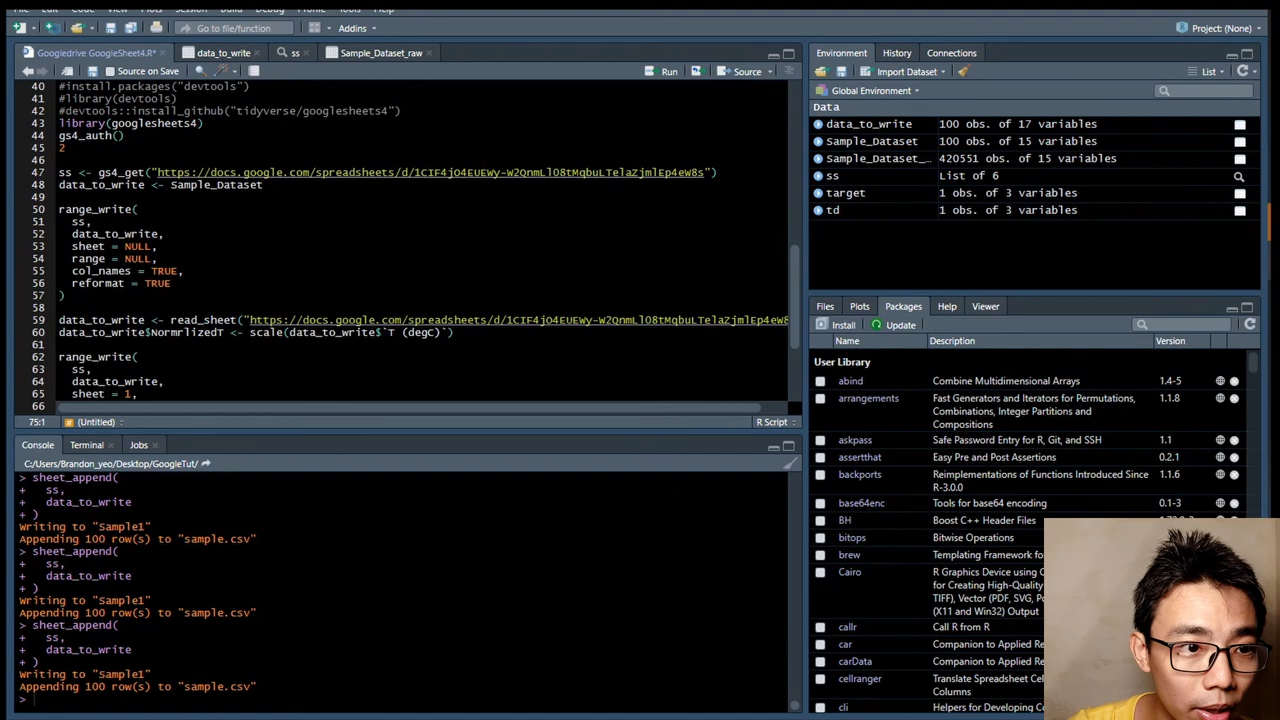 File Edit Code View Plots Session Build Debug Profile Tools Help
Go to file/function
Addins
Project: (None)
Googledrive GoogleSheet4.R*
data_to_write
ss
Sample_Dataset_raw
Source on Save
Run
Source
40 #install.packages("devtools")
41 #library(devtools)
42 #devtools::install_github("tidyverse/googlesheets4")
43 library(googlesheets4)
44 gs4_auth()
45 2
46
47 ss <- gs4_get("https://docs.google.com/spreadsheets/d/1CIF4jO4EUEWy-W2QnmLlO8tMqbuLTelaZjmlEp4eW8s")
48 data_to_write <- Sample_Dataset
49
50 range_write(
51 ss,
52 data_to_write,
53 sheet = NULL,
54 range = NULL,
55 col_names = TRUE,
56 reformat = TRUE
57 )
58
59 data_to_write <- read_sheet("https://docs.google.com/spreadsheets/d/1CIF4jO4EUEWy-W2QnmLlO8tMqbuLTelaZjmlEp4eW8
60 data_to_write$NormrlizedT <- scale(data_to_write$`T (degC)`)
61
62 range_write(
63 ss,
64 data_to_write,
65 sheet = 1,
66
75:1
(Untitled)
R Script
Console
Terminal
Jobs
C:/Users/Brandon_yeo/Desktop/GoogleTut/
> sheet_append(
+ ss,
+ data_to_write
+ )
Writing to "Sample1"
Appending 100 row(s) to "sample.csv"
> sheet_append(
+ ss,
+ data_to_write
+ )
Writing to "Sample1"
Appending 100 row(s) to "sample.csv"
> sheet_append(
+ ss,
+ data_to_write
+ )
Writing to "Sample1"
Appending 100 row(s) to "sample.csv"
>
Environment
History
Connections
Import Dataset
List
Global Environment
Data
data_to_write 100 obs. of 17 variables
Sample_Dataset 100 obs. of 15 variables
Sample_Dataset_… 420551 obs. of 15 variables
ss List of 6
target 1 obs. of 3 variables
td 1 obs. of 3 variables
Files
Plots
Packages
Help
Viewer
Install
Update
Name Description Version
User Library
abind Combine Multidimensional Arrays 1.4-5
arrangements Fast Generators and Iterators for Permutations, 1.1.8
Combinations, Integer Partitions and
Compositions
askpass Safe Password Entry for R, Git, and SSH 1.1
assertthat Easy Pre and Post Assertions 0.2.1
backports Reimplementations of Functions Introduced Since 1.1.6
R-3.0.0
base64enc Tools for base64 encoding 0.1-3
BH Boost C++ Header Files
bitops Bitwise Operations
brew Templating Framework for
Cairo R Graphics Device using C
for Creating High-Quality
TIFF), Vector (PDF, SVG, Po
(X11 and Win32) Output
callr Call R from R
car Companion to Applied Re
carData Companion to Applied Re
cellranger Translate Spreadsheet Cel
Columns
cli Helpers for Developing Co